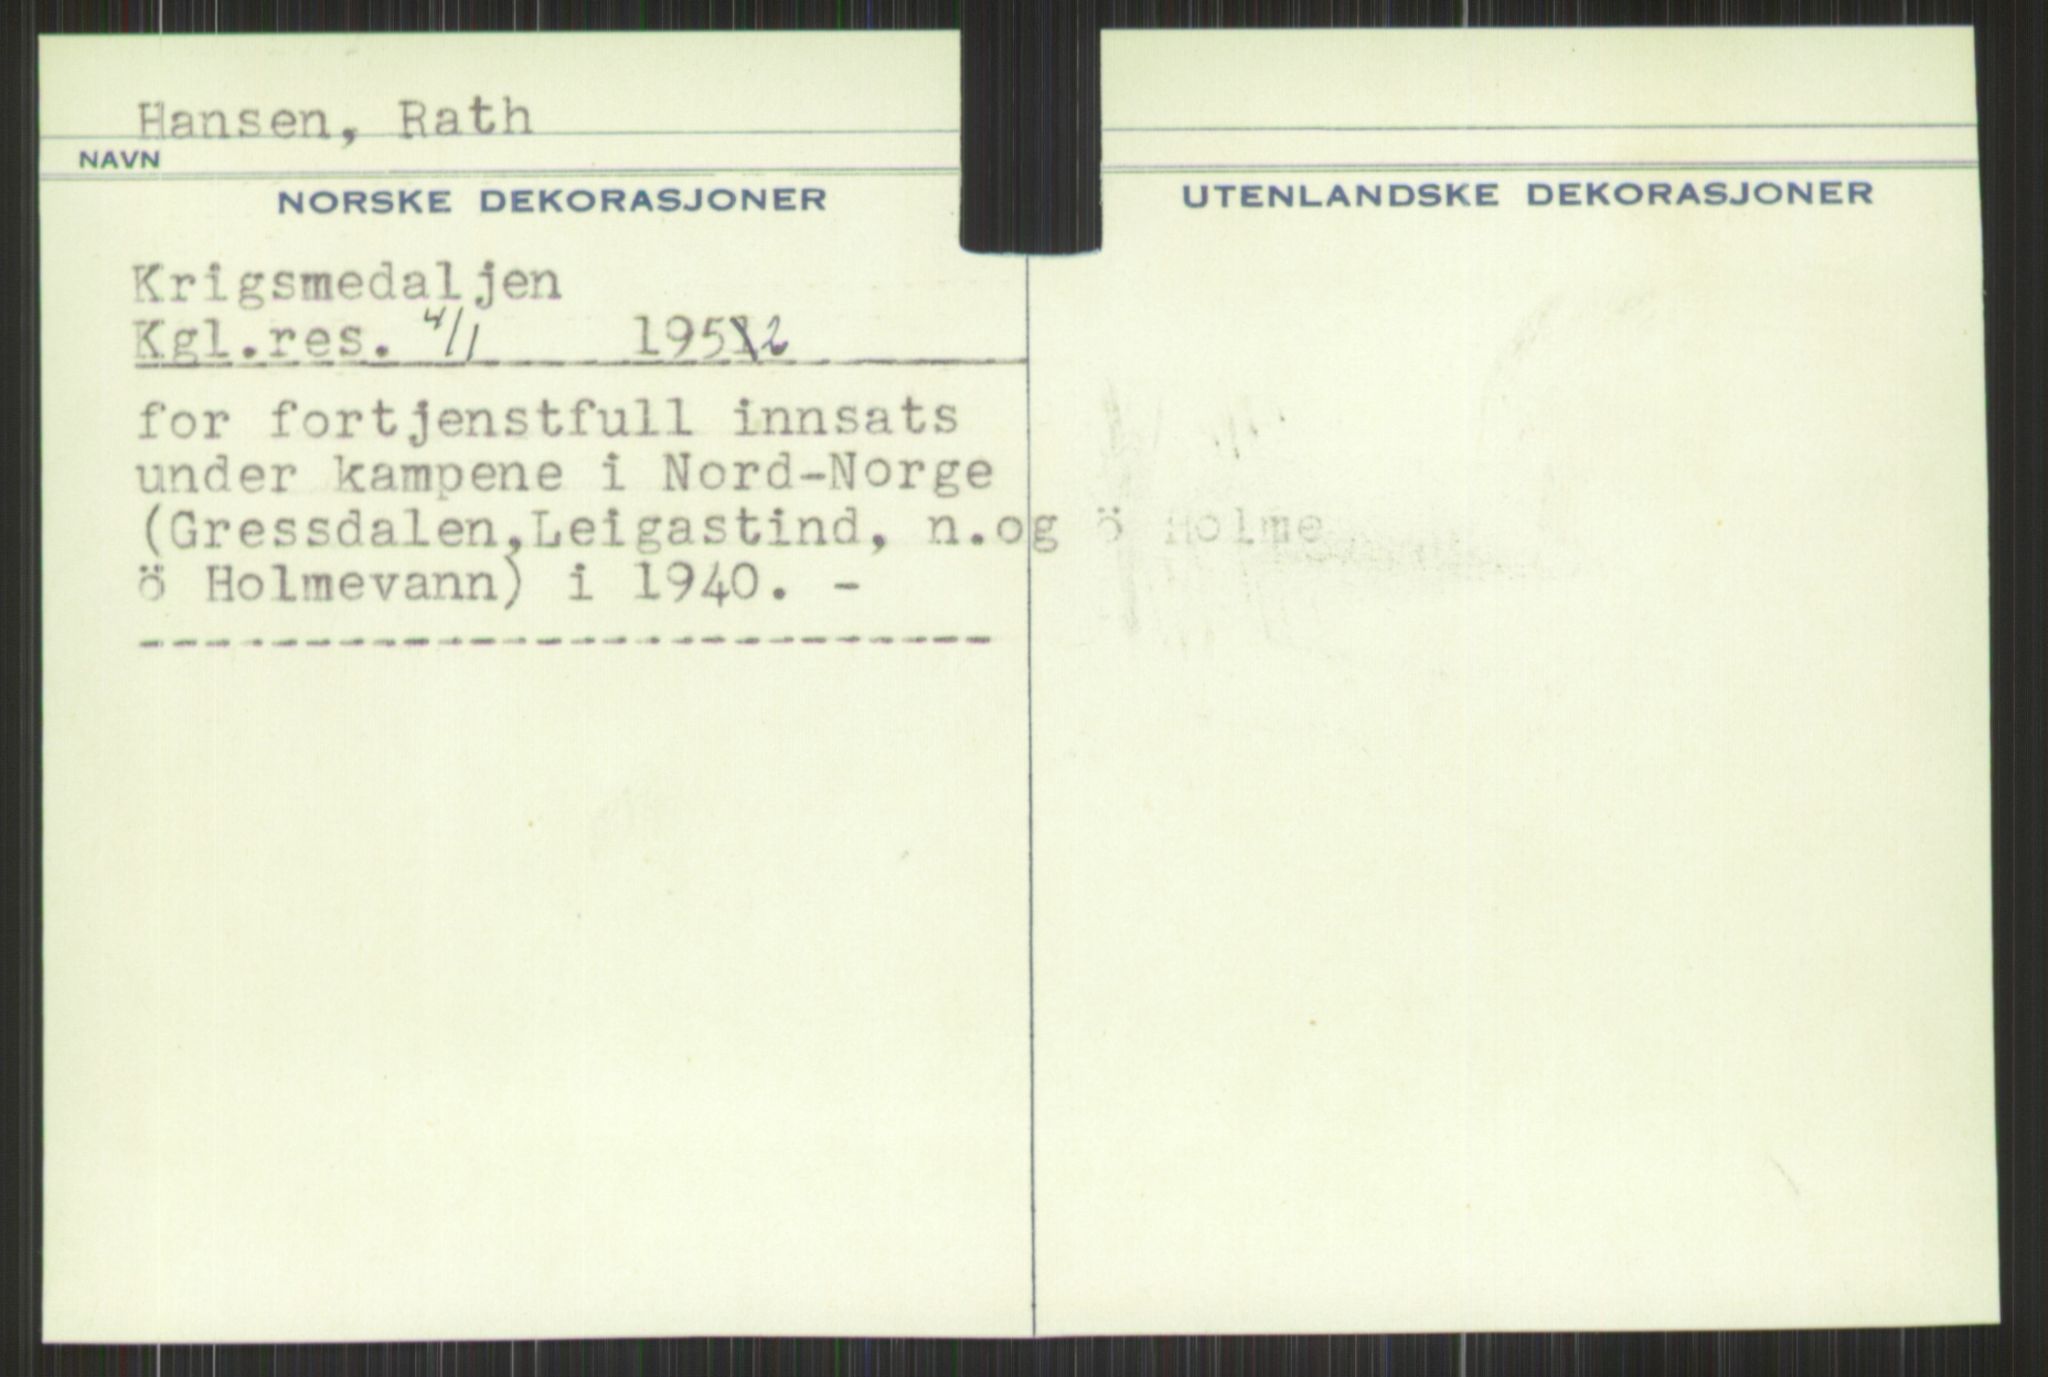 Hansen, Rath
NAVN
NORSKE DEKORASJONER
Krigsmedaljen
Kgl.res. 4/1 19512
for fortjenstfull innsats
under kampene i Nord-Norge
(Gressdalen,Leigastind, n.og ö Holme
ö Holmevann) i 1940. -
---------------------------
UTENLANDSKE DEKORASJONER